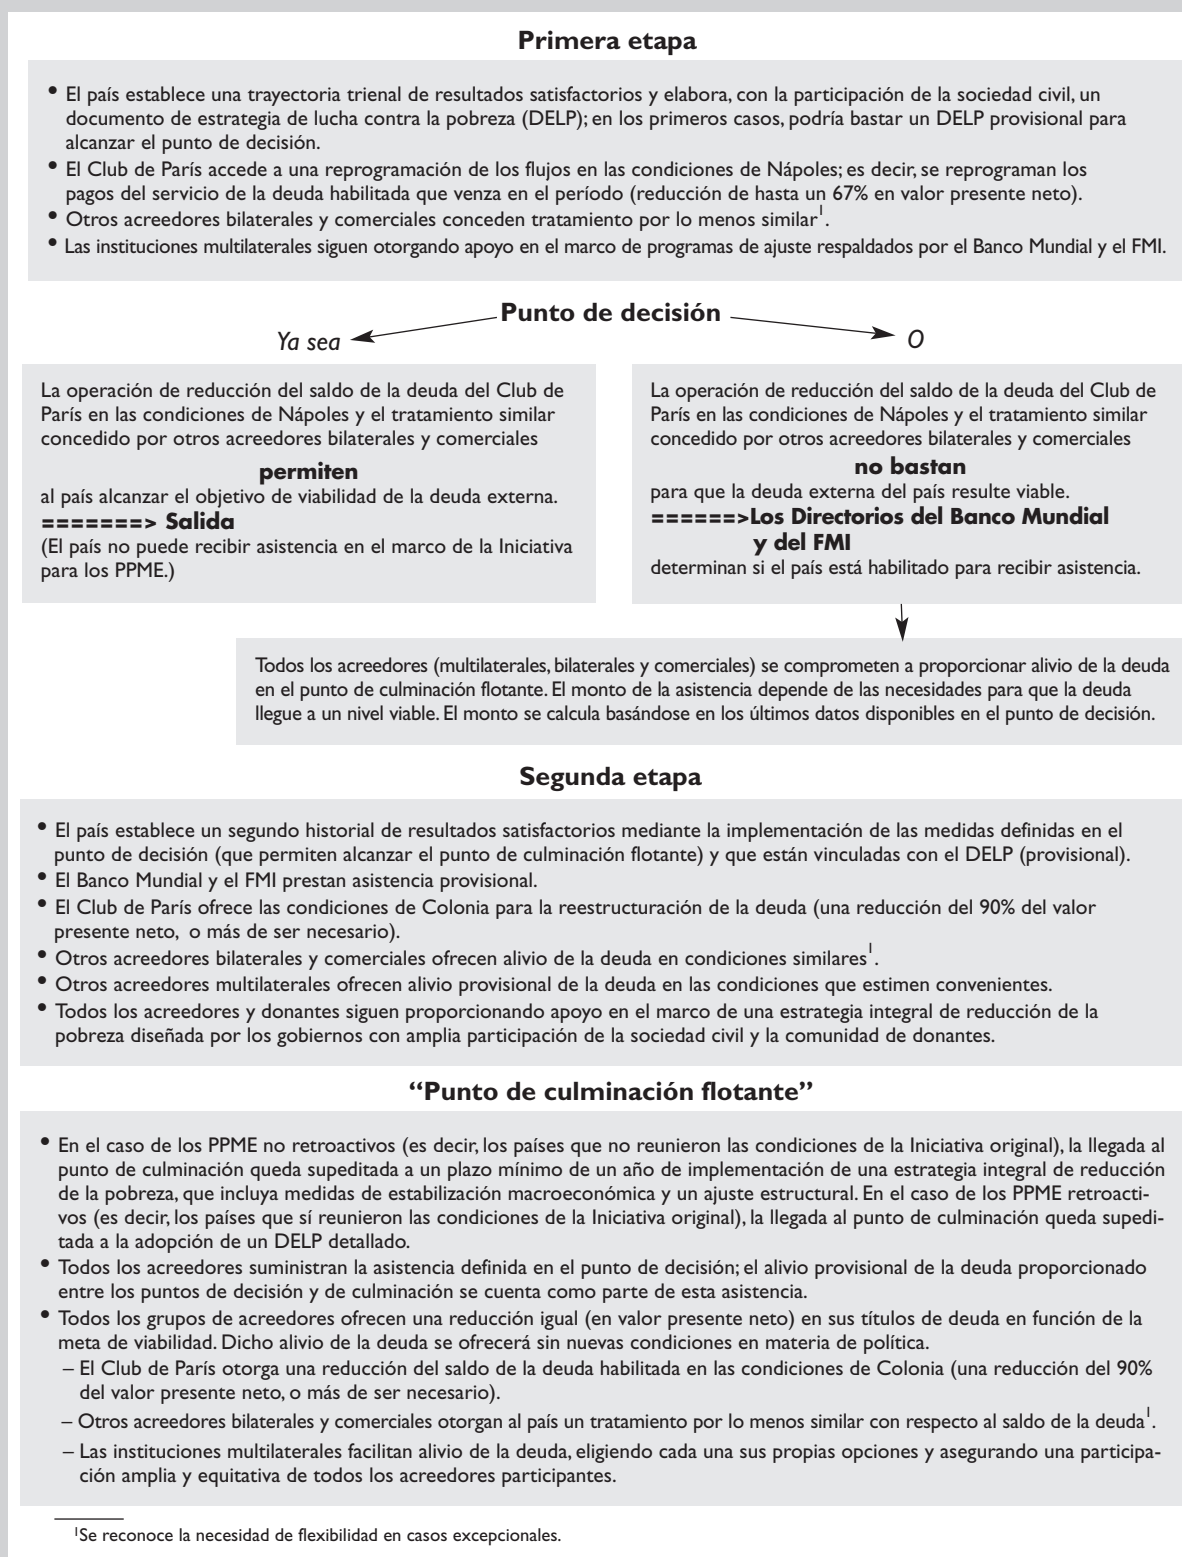 Primera etapa
• El país establece una trayectoria trienal de resultados satisfactorios y elabora, con la participación de la sociedad civil, un
documento de estrategia de lucha contra la pobreza (DELP); en los primeros casos, podría bastar un DELP provisional para
alcanzar el punto de decisión.
• El Club de París accede a una reprogramación de los flujos en las condiciones de Nápoles; es decir, se reprograman los
pagos del servicio de la deuda habilitada que venza en el período (reducción de hasta un 67% en valor presente neto).
• Otros acreedores bilaterales y comerciales conceden tratamiento por lo menos similar¹.
• Las instituciones multilaterales siguen otorgando apoyo en el marco de programas de ajuste respaldados por el Banco Mundial y el FMI.
Punto de decisión
Ya sea
O
La operación de reducción del saldo de la deuda del Club de
París en las condiciones de Nápoles y el tratamiento similar
concedido por otros acreedores bilaterales y comerciales
permiten
al país alcanzar el objetivo de viabilidad de la deuda externa.
=======> Salida
(El país no puede recibir asistencia en el marco de la Iniciativa
para los PPME.)
La operación de reducción del saldo de la deuda del Club de
París en las condiciones de Nápoles y el tratamiento similar
concedido por otros acreedores bilaterales y comerciales
no bastan
para que la deuda externa del país resulte viable.
======>Los Directorios del Banco Mundial
y del FMI
determinan si el país está habilitado para recibir asistencia.
Todos los acreedores (multilaterales, bilaterales y comerciales) se comprometen a proporcionar alivio de la deuda
en el punto de culminación flotante. El monto de la asistencia depende de las necesidades para que la deuda
llegue a un nivel viable. El monto se calcula basándose en los últimos datos disponibles en el punto de decisión.
Segunda etapa
• El país establece un segundo historial de resultados satisfactorios mediante la implementación de las medidas definidas en el
punto de decisión (que permiten alcanzar el punto de culminación flotante) y que están vinculadas con el DELP (provisional).
• El Banco Mundial y el FMI prestan asistencia provisional.
• El Club de París ofrece las condiciones de Colonia para la reestructuración de la deuda (una reducción del 90% del valor
presente neto, o más de ser necesario).
• Otros acreedores bilaterales y comerciales ofrecen alivio de la deuda en condiciones similares¹.
• Otros acreedores multilaterales ofrecen alivio provisional de la deuda en las condiciones que estimen convenientes.
• Todos los acreedores y donantes siguen proporcionando apoyo en el marco de una estrategia integral de reducción de la
pobreza diseñada por los gobiernos con amplia participación de la sociedad civil y la comunidad de donantes.
“Punto de culminación flotante”
• En el caso de los PPME no retroactivos (es decir, los países que no reunieron las condiciones de la Iniciativa original), la llegada al
punto de culminación queda supeditada a un plazo mínimo de un año de implementación de una estrategia integral de reducción
de la pobreza, que incluya medidas de estabilización macroeconómica y un ajuste estructural. En el caso de los PPME retroacti-
vos (es decir, los países que sí reunieron las condiciones de la Iniciativa original), la llegada al punto de culminación queda supedi-
tada a la adopción de un DELP detallado.
• Todos los acreedores suministran la asistencia definida en el punto de decisión; el alivio provisional de la deuda proporcionado
entre los puntos de decisión y de culminación se cuenta como parte de esta asistencia.
• Todos los grupos de acreedores ofrecen una reducción igual (en valor presente neto) en sus títulos de deuda en función de la
meta de viabilidad. Dicho alivio de la deuda se ofrecerá sin nuevas condiciones en materia de política.
– El Club de París otorga una reducción del saldo de la deuda habilitada en las condiciones de Colonia (una reducción del 90%
del valor presente neto, o más de ser necesario).
– Otros acreedores bilaterales y comerciales otorgan al país un tratamiento por lo menos similar con respecto al saldo de la deuda¹.
– Las instituciones multilaterales facilitan alivio de la deuda, eligiendo cada una sus propias opciones y asegurando una participa-
ción amplia y equitativa de todos los acreedores participantes.
¹Se reconoce la necesidad de flexibilidad en casos excepcionales.